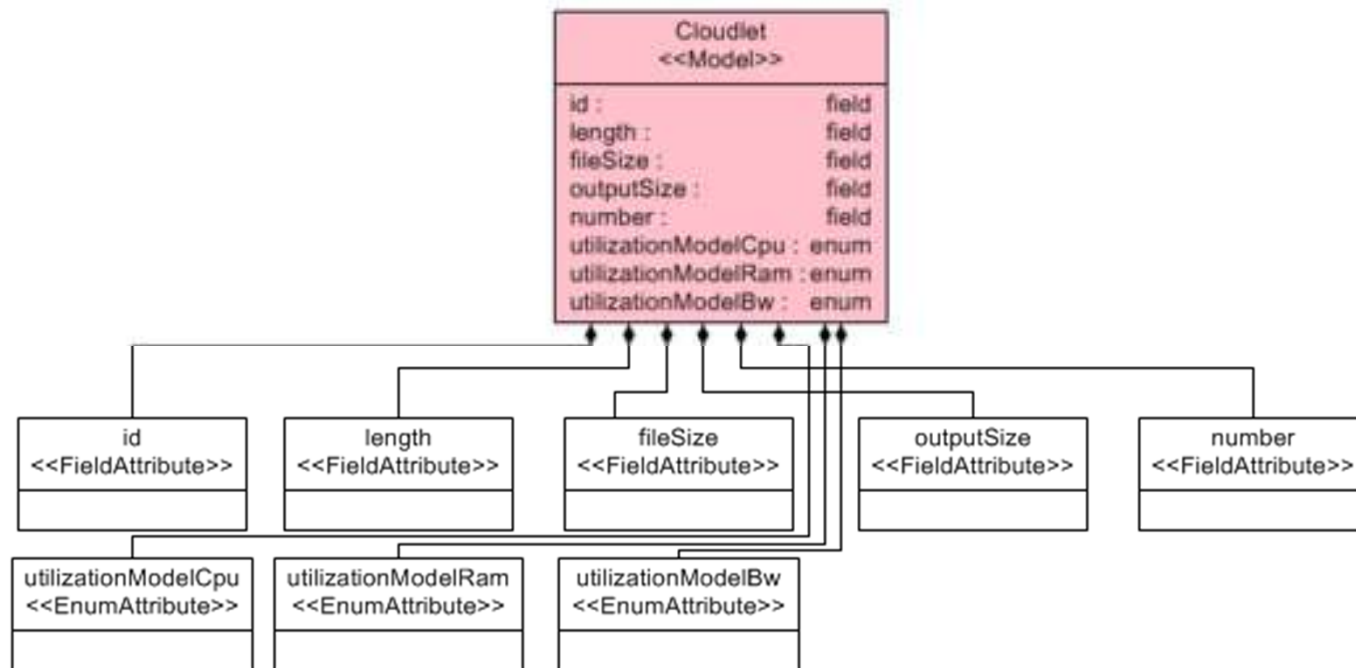 Cloudlet
<<Model>>
id : field
length : field
fileSize : field
outputSize : field
number : field
utilizationModelCpu : enum
utilizationModelRam : enum
utilizationModelBw : enum
id
<<FieldAttribute>>
length
<<FieldAttribute>>
fileSize
<<FieldAttribute>>
outputSize
<<FieldAttribute>>
number
<<FieldAttribute>>
utilizationModelCpu
<<EnumAttribute>>
utilizationModelRam
<<EnumAttribute>>
utilizationModelBw
<<EnumAttribute>>